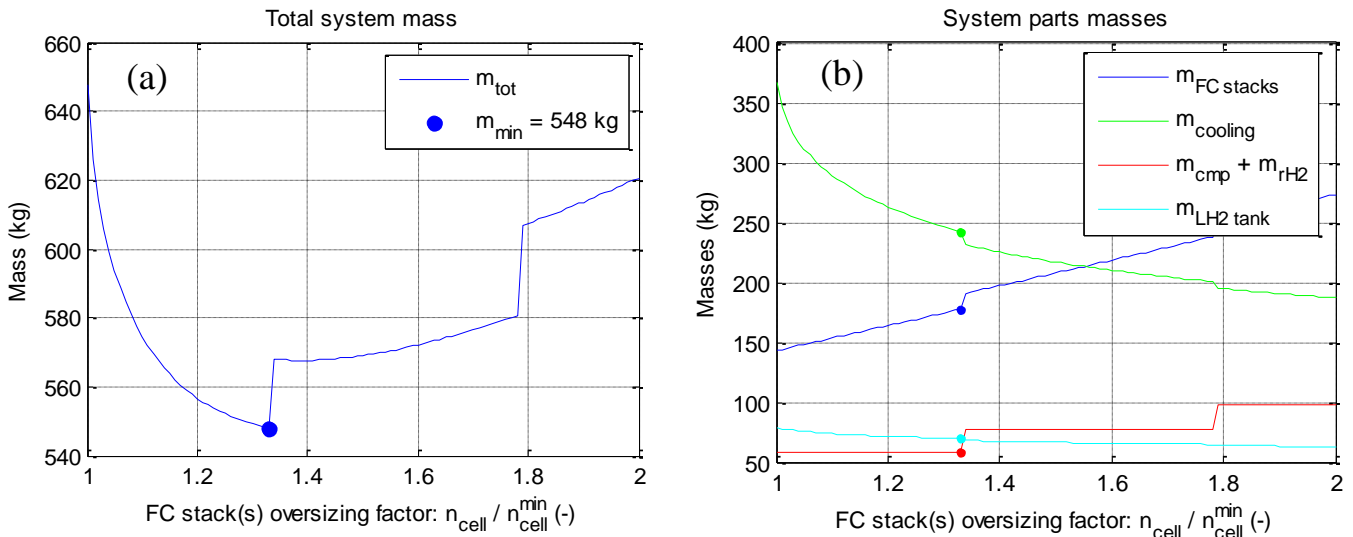 Total system mass
(a)
m_tot
m_min = 548 kg
660
640
620
600
580
560
540
Mass (kg)
1 1.2 1.4 1.6 1.8 2
FC stack(s) oversizing factor: n_cell / n_cell^min (-)
System parts masses
(b)
m_FC stacks
m_cooling
m_cmp + m_rH2
m_LH2 tank
400
350
300
250
200
150
100
50
Masses (kg)
1 1.2 1.4 1.6 1.8 2
FC stack(s) oversizing factor: n_cell / n_cell^min (-)